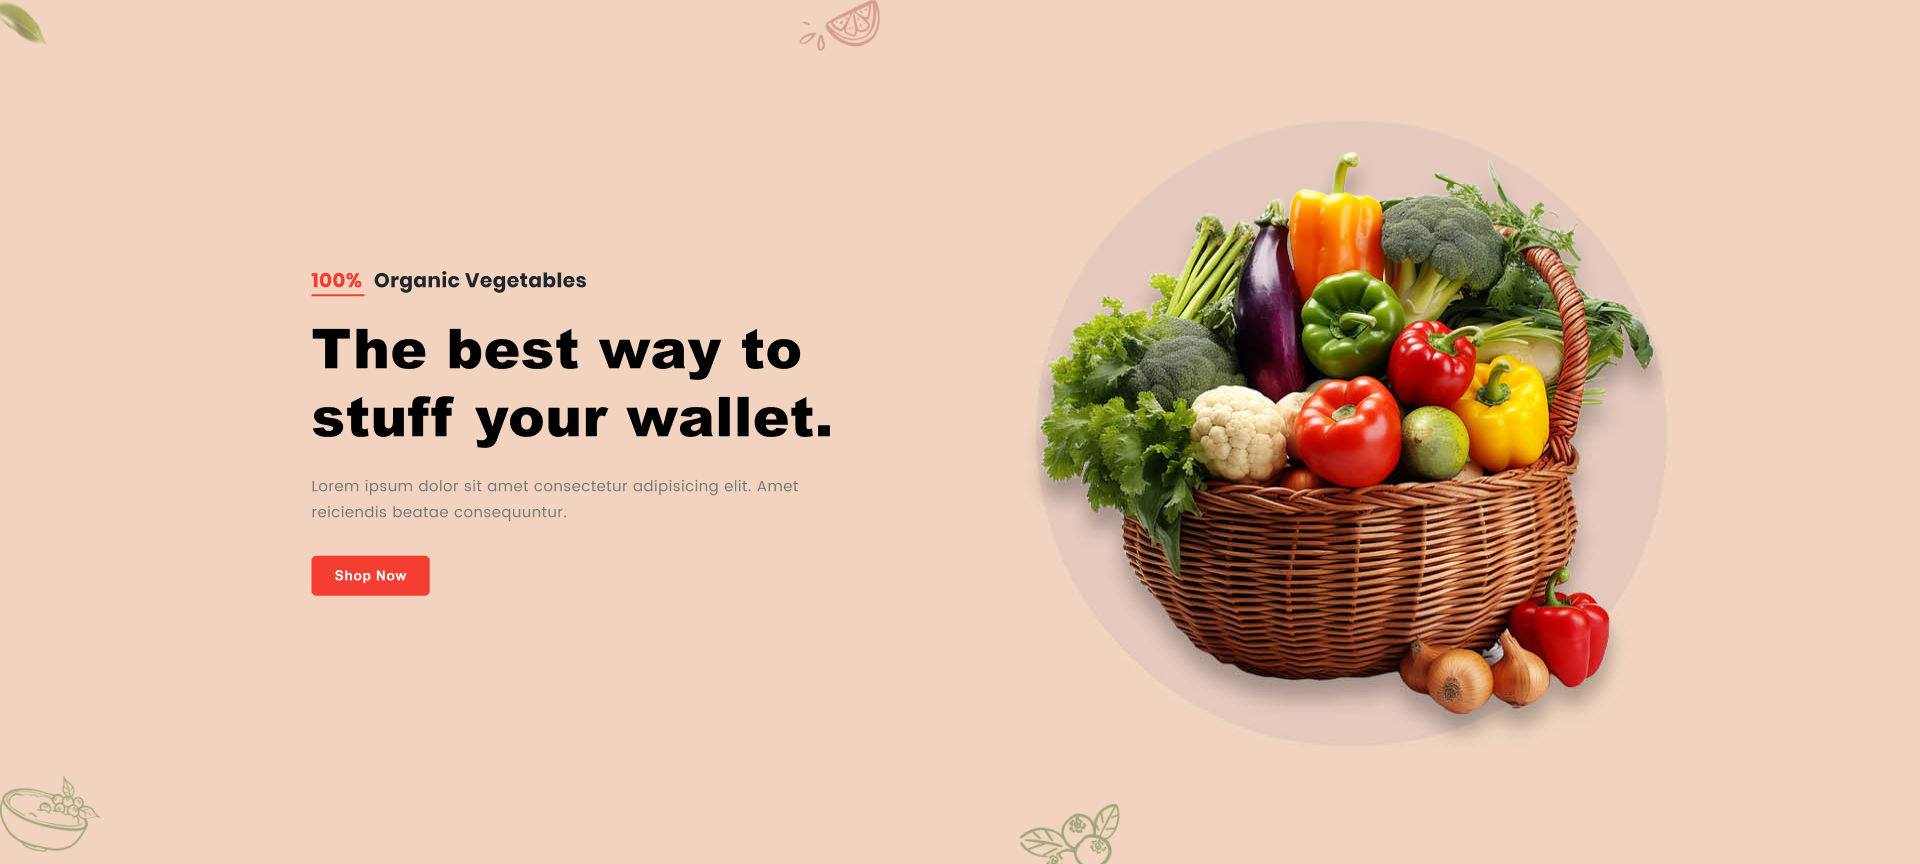 100% Organic Vegetables
The best way to
stuff your wallet.
Lorem ipsum dolor sit amet consectetur adipisicing elit. Amet
reiciendis beatae consequuntur.
Shop Now